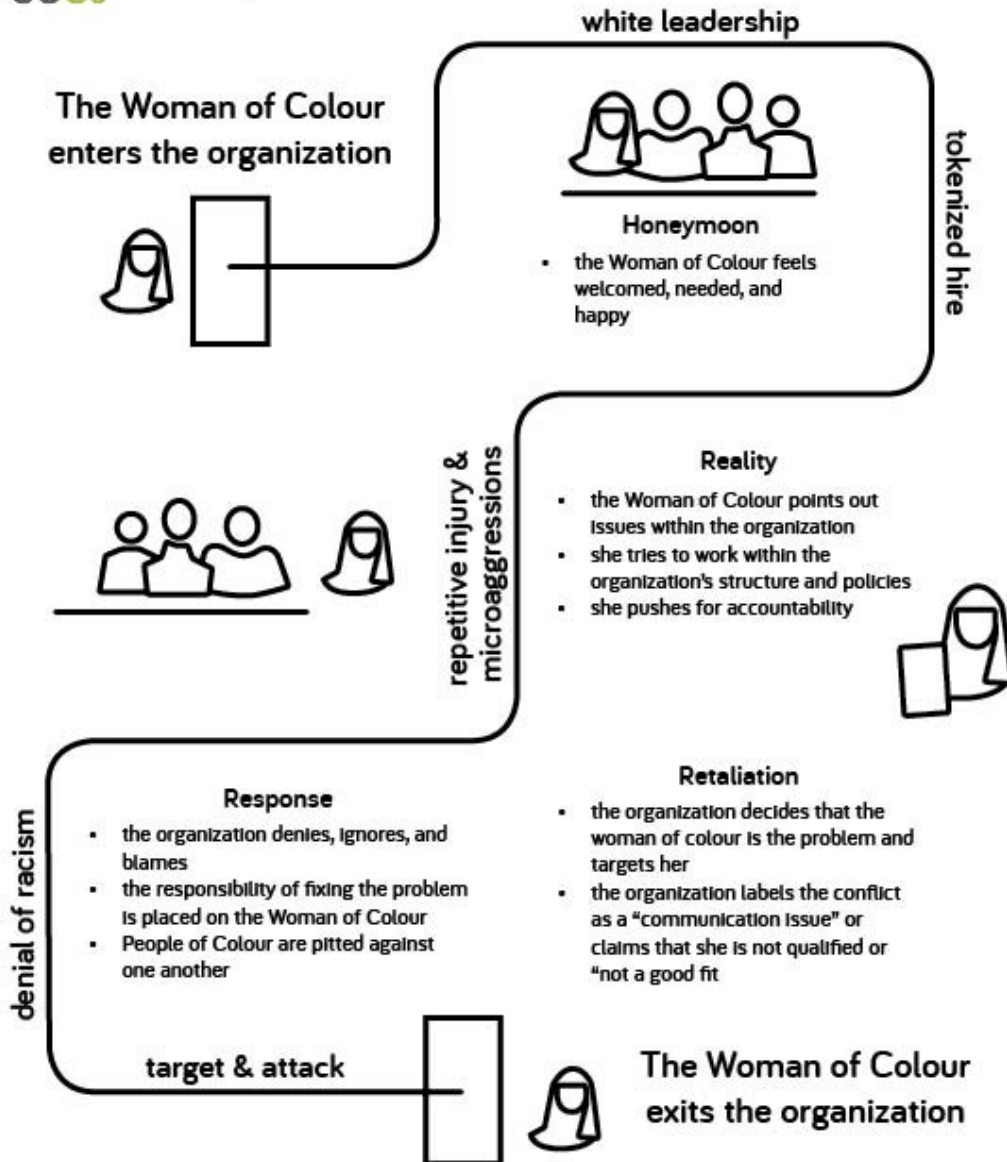 white leadership
The Woman of Colour
enters the organization
tokenized hire
Honeymoon
▪ the Woman of Colour feels
welcomed, needed, and
happy
repetitive injury &
microaggressions
Reality
▪ the Woman of Colour points out
issues within the organization
▪ she tries to work within the
organization's structure and policies
▪ she pushes for accountability
denial of racism
Response
▪ the organization denies, ignores, and
blames
▪ the responsibility of fixing the problem
is placed on the Woman of Colour
▪ People of Colour are pitted against
one another
Retaliation
▪ the organization decides that the
woman of colour is the problem and
targets her
▪ the organization labels the conflict
as a “communication issue” or
claims that she is not qualified or
“not a good fit
target & attack
The Woman of Colour
exits the organization